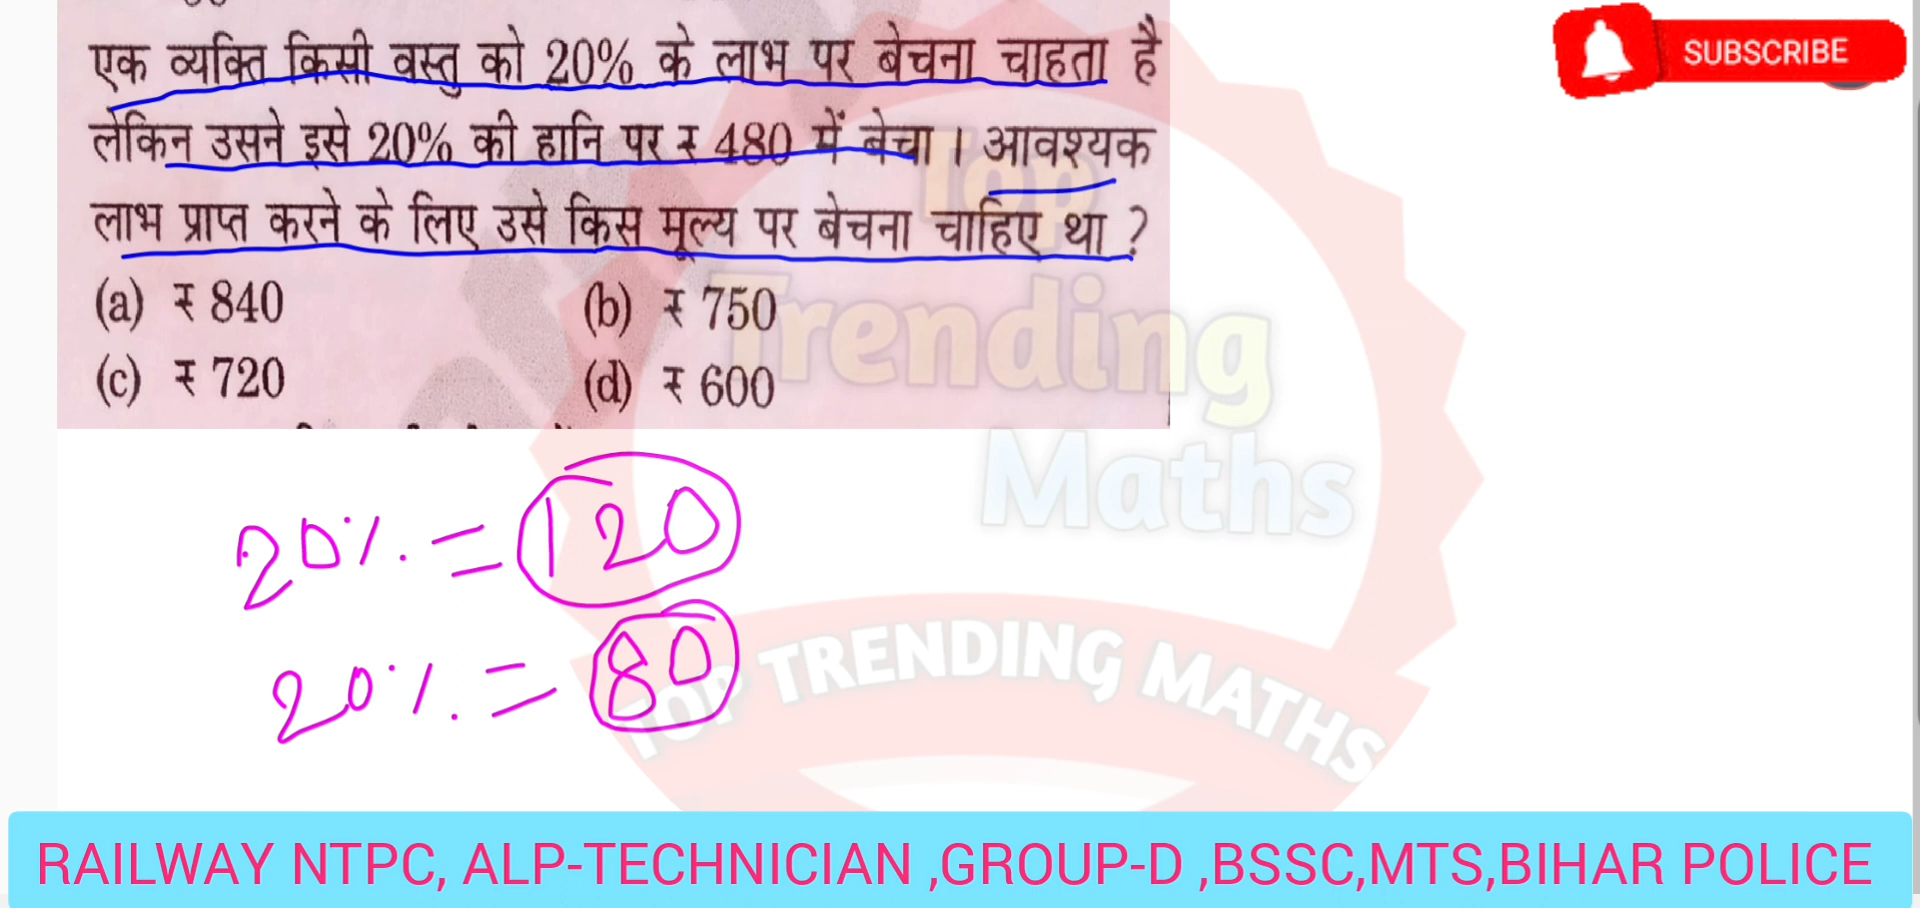 एक व्यक्ति किसी वस्तु को 20% के लाभ पर बेचना चाहता है
लेकिन उसने इसे 20% की हानि पर ₹ 480 में बेचा । आवश्यक
लाभ प्राप्त करने के लिए उसे किस मूल्य पर बेचना चाहिए था ?
(a) ₹ 840 (b) ₹ 750
(c) ₹ 720 (d) ₹ 600
SUBSCRIBE
Top
Trending
Maths
20% = 120
20% = 80
TOP TRENDING MATHS
RAILWAY NTPC, ALP-TECHNICIAN ,GROUP-D ,BSSC,MTS,BIHAR POLICE